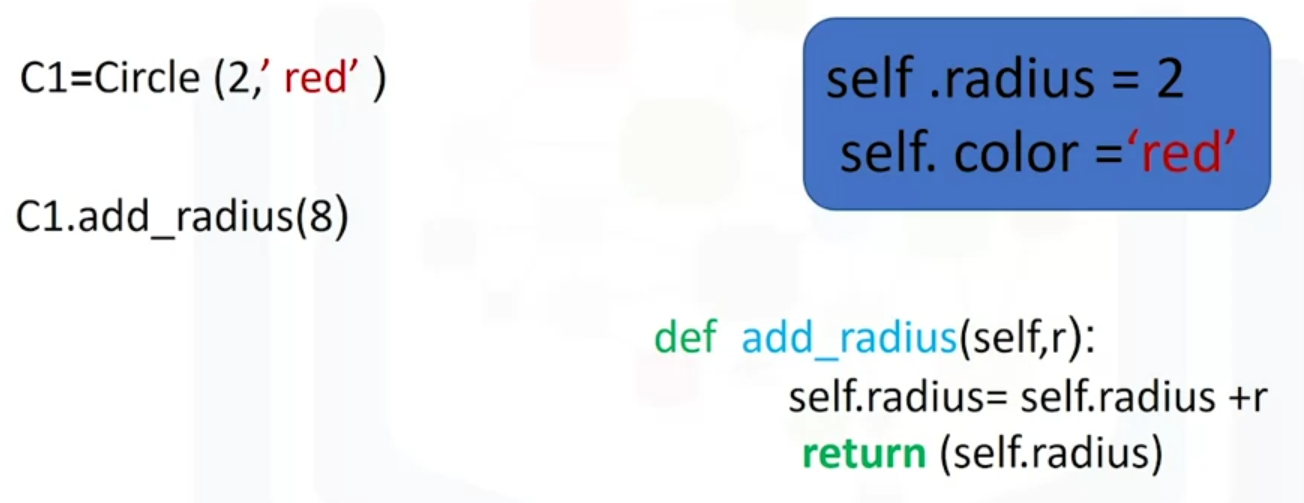 C1=Circle (2,’ red’ )
self .radius = 2
self. color =‘red’
C1.add_radius(8)
def add_radius(self,r):
self.radius= self.radius +r
return (self.radius)